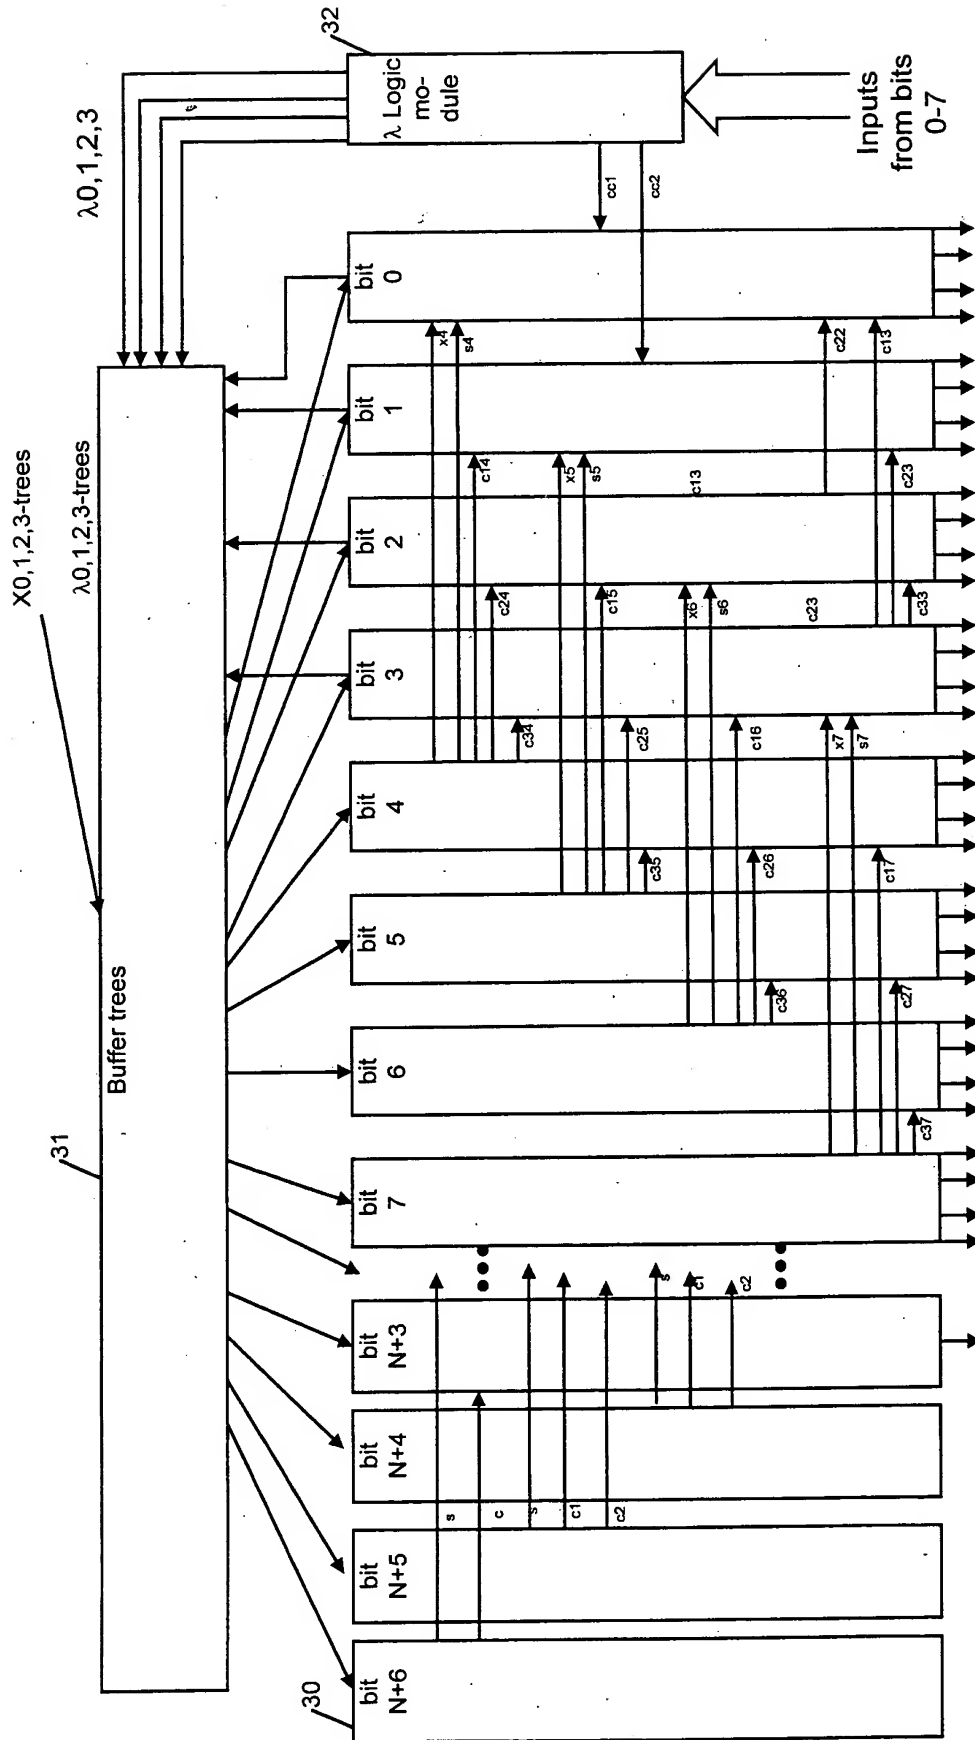 X0,1,2,3-trees
31
Buffer trees
λ0,1,2,3-trees
λ0,1,2,3
32
λ Logic
mo-
dule
Inputs
from bits
0-7
cc1
cc2
30
bit
N+6
bit
N+5
bit
N+4
bit
N+3
bit
7
bit
6
bit
5
bit
4
bit
3
bit
2
bit
1
bit
0
s
c
s
c1
c2
s
c1
c2
x4
s4
c14
c24
c34
x5
s5
c15
c25
c35
x6
s6
c16
c26
c36
x7
s7
c17
c27
c37
c13
c23
c22
c13
c23
c33